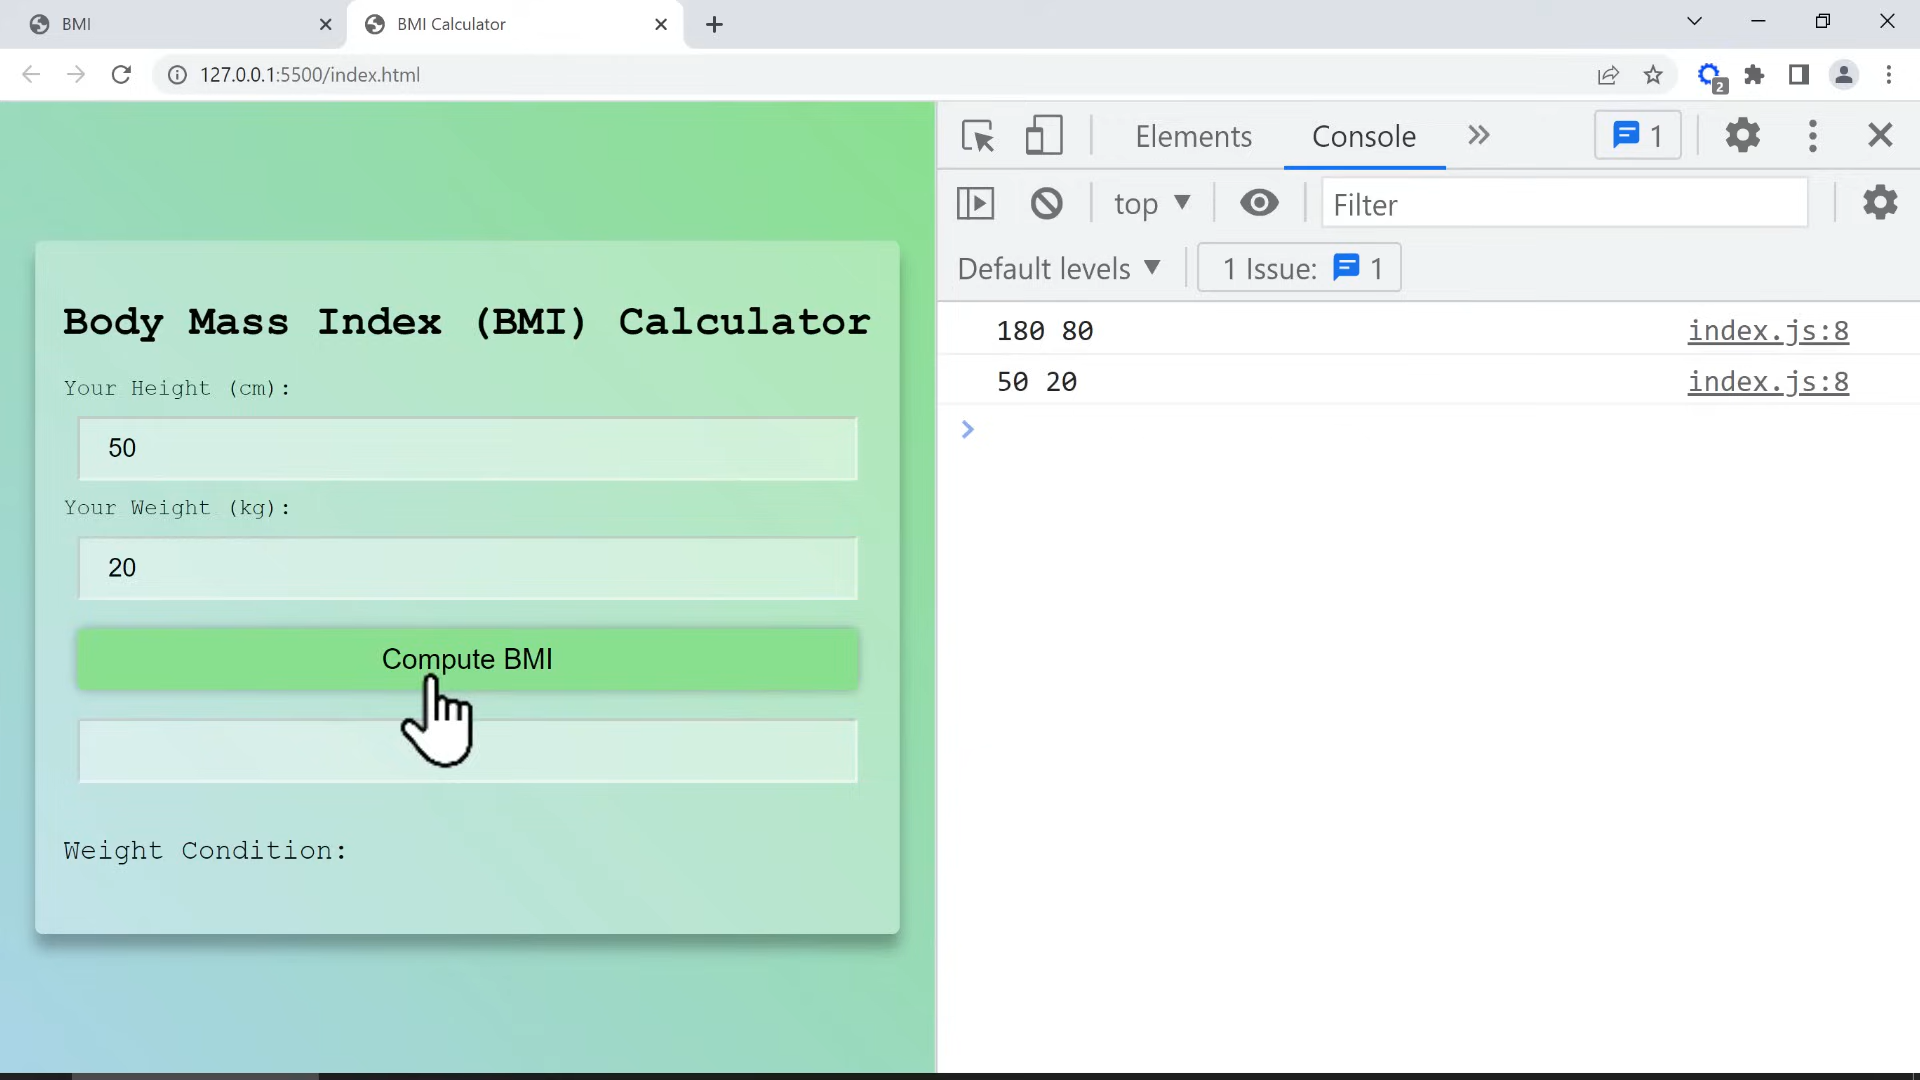 BMI
BMI Calculator
127.0.0.1:5500/index.html
2
Elements
Console
1
top
Filter
Default levels
1 Issue: 1
180 80 index.js:8
50 20 index.js:8
Body Mass Index (BMI) Calculator
Your Height (cm):
50
Your Weight (kg):
20
Compute BMI
Weight Condition: